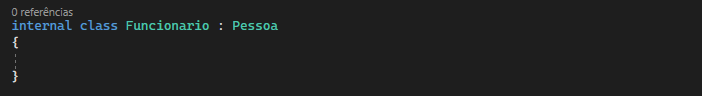 0 referências
internal class Funcionario : Pessoa
{
}